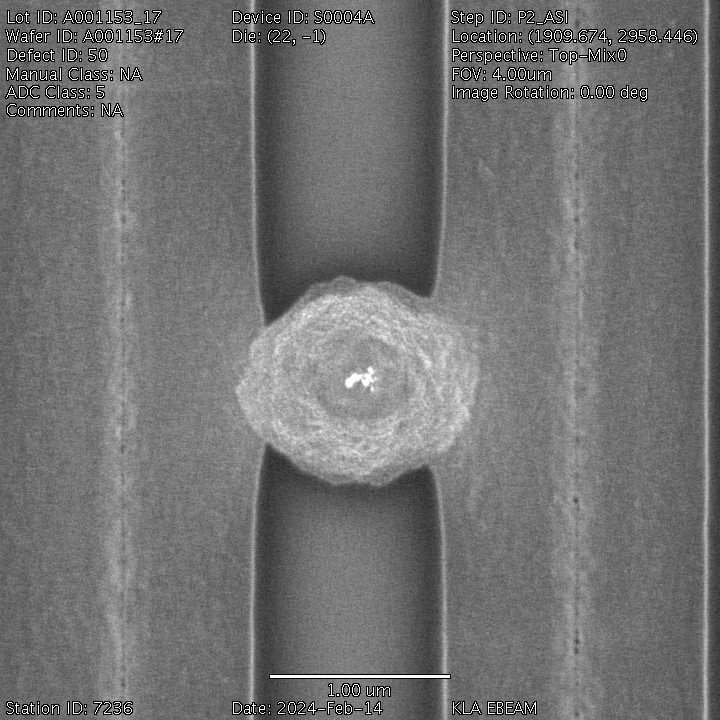 Lot ID: A001153_17
Wafer ID: A001153#17
Defect ID: 50
Manual Class: NA
ADC Class: 5
Comments: NA
Device ID: S0004A
Die: (22, -1)
Step ID: P2_ASI
Location: (1909.674, 2958.446)
Perspective: Top-Mix0
FOV: 4.00um
Image Rotation: 0.00 deg
1.00 um
Station ID: 7236
Date: 2024-Feb-14
KLA EBEAM